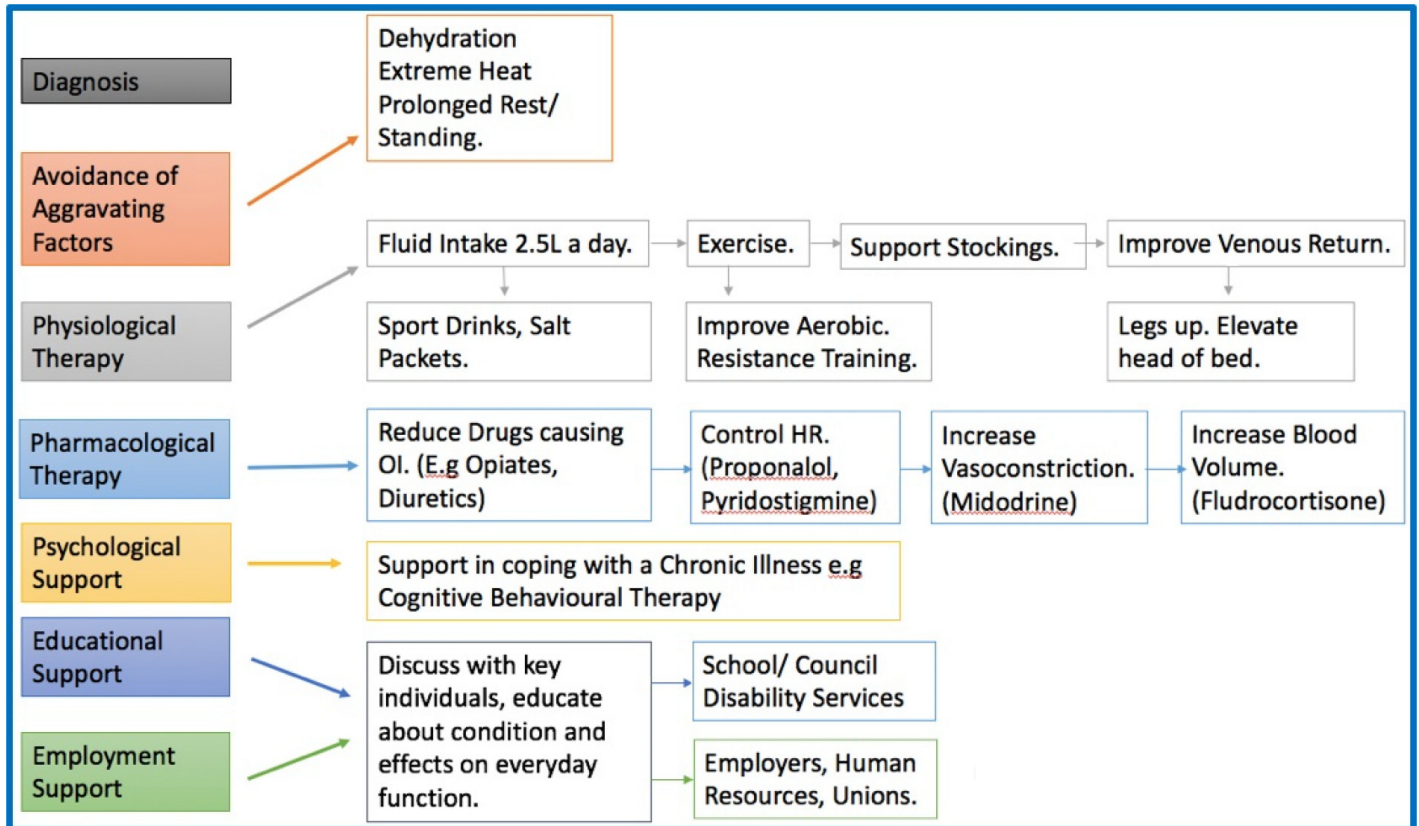 Diagnosis
Dehydration
Extreme Heat
Prolonged Rest/
Standing.
Avoidance of
Aggravating
Factors
Fluid Intake 2.5L a day.
Exercise.
Support Stockings.
Improve Venous Return.
Physiological
Therapy
Sport Drinks, Salt
Packets.
Improve Aerobic.
Resistance Training.
Legs up. Elevate
head of bed.
Pharmacological
Therapy
Reduce Drugs causing
OI. (E.g Opiates,
Diuretics)
Control HR.
(Proponalol,
Pyridostigmine)
Increase
Vasoconstriction.
(Midodrine)
Increase Blood
Volume.
(Fludrocortisone)
Psychological
Support
Support in coping with a Chronic Illness e.g
Cognitive Behavioural Therapy
Educational
Support
Discuss with key
individuals, educate
about condition and
effects on everyday
function.
School/ Council
Disability Services
Employment
Support
Employers, Human
Resources, Unions.